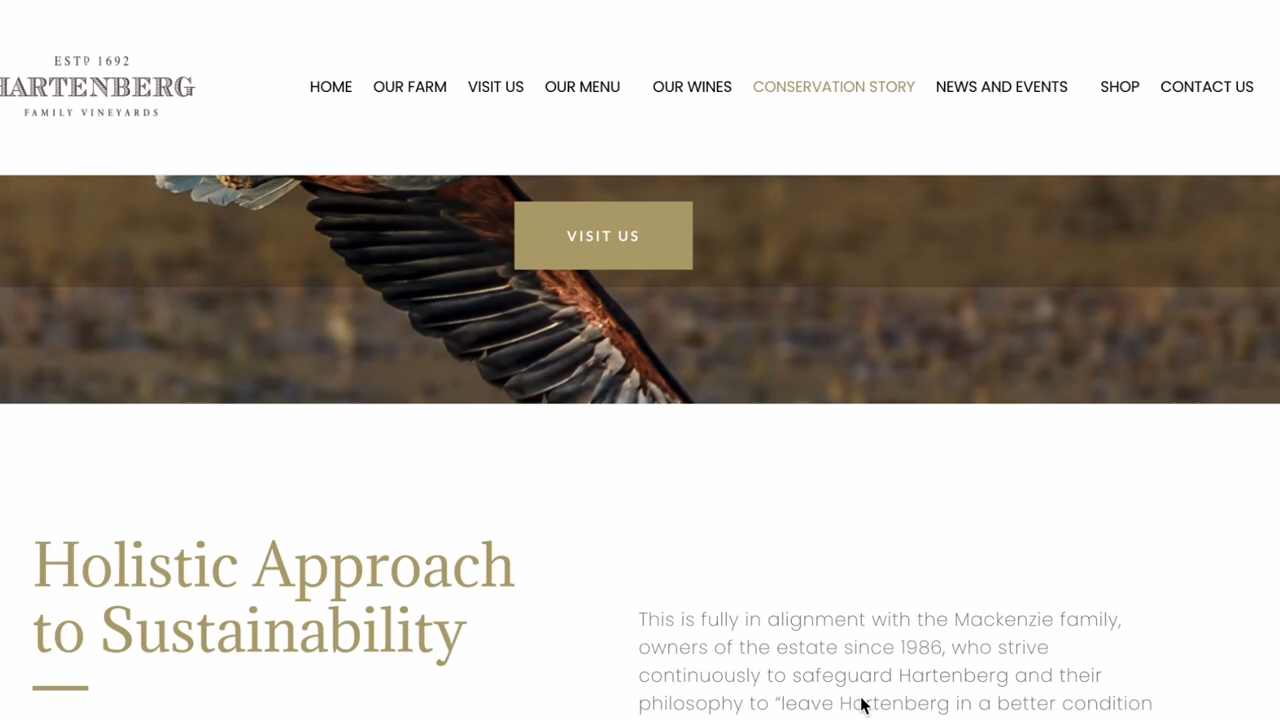 ESTD 1692
HARTENBERG
FAMILY VINEYARDS
HOME OUR FARM VISIT US OUR MENU OUR WINES CONSERVATION STORY NEWS AND EVENTS SHOP CONTACT US
VISIT US
Holistic Approach
to Sustainability
This is fully in alignment with the Mackenzie family,
owners of the estate since 1986, who strive
continuously to safeguard Hartenberg and their
philosophy to “leave Hartenberg in a better condition